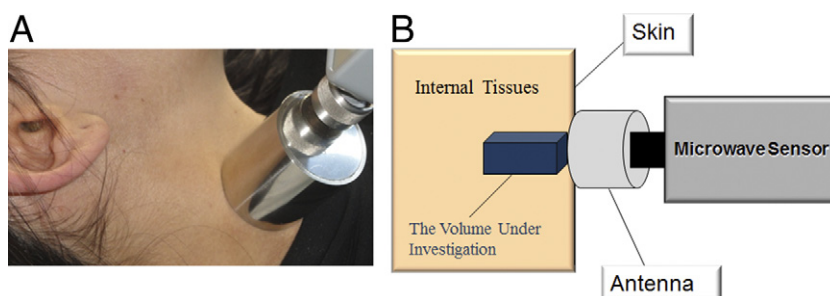 A
B
Skin
Internal Tissues
Microwave Sensor
The Volume Under
Investigation
Antenna